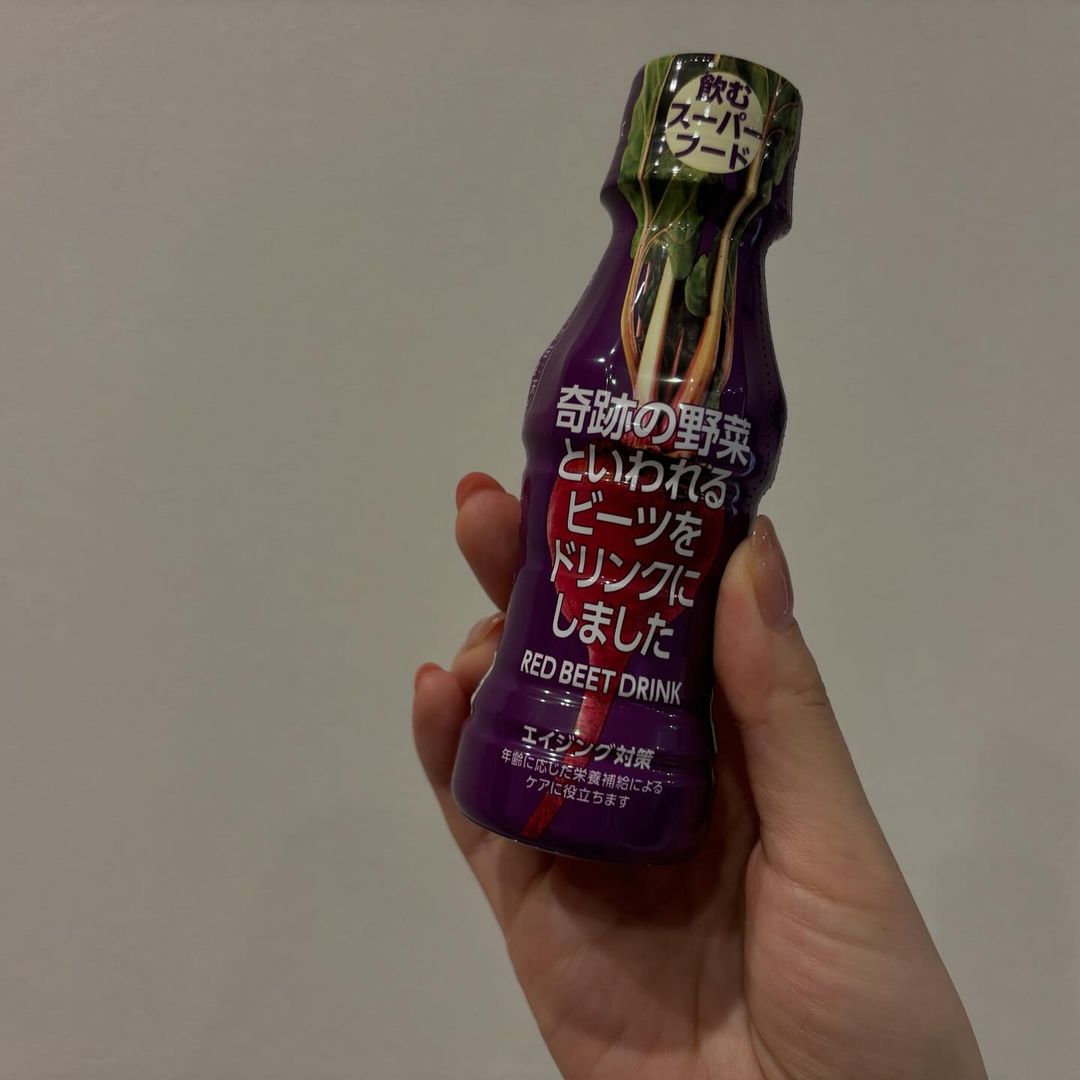 飲む
スーパー
フード
奇跡の野菜
といわれる
ビーツを
ドリンクに
しました
RED BEET DRINK
エイジング対策
年齢に応じた栄養補給による
ケアに役立ちます